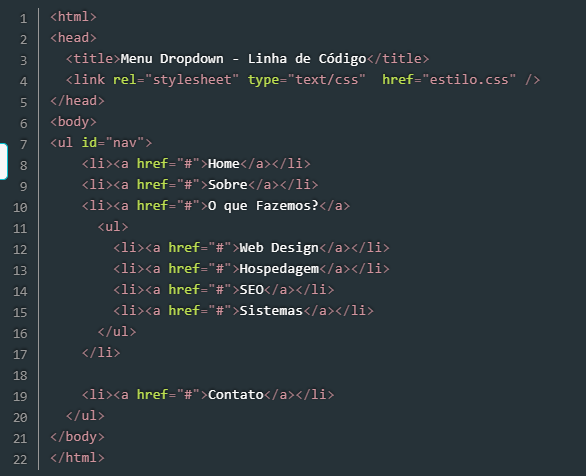 1 <html>
2 <head>
3   <title>Menu Dropdown - Linha de Código</title>
4   <link rel="stylesheet" type="text/css"  href="estilo.css" />
5 </head>
6 <body>
7 <ul id="nav">
8     <li><a href="#">Home</a></li>
9     <li><a href="#">Sobre</a></li>
10     <li><a href="#">O que Fazemos?</a>
11       <ul>
12         <li><a href="#">Web Design</a></li>
13         <li><a href="#">Hospedagem</a></li>
14         <li><a href="#">SEO</a></li>
15         <li><a href="#">Sistemas</a></li>
16       </ul>
17     </li>
18
19     <li><a href="#">Contato</a></li>
20   </ul>
21 </body>
22 </html>